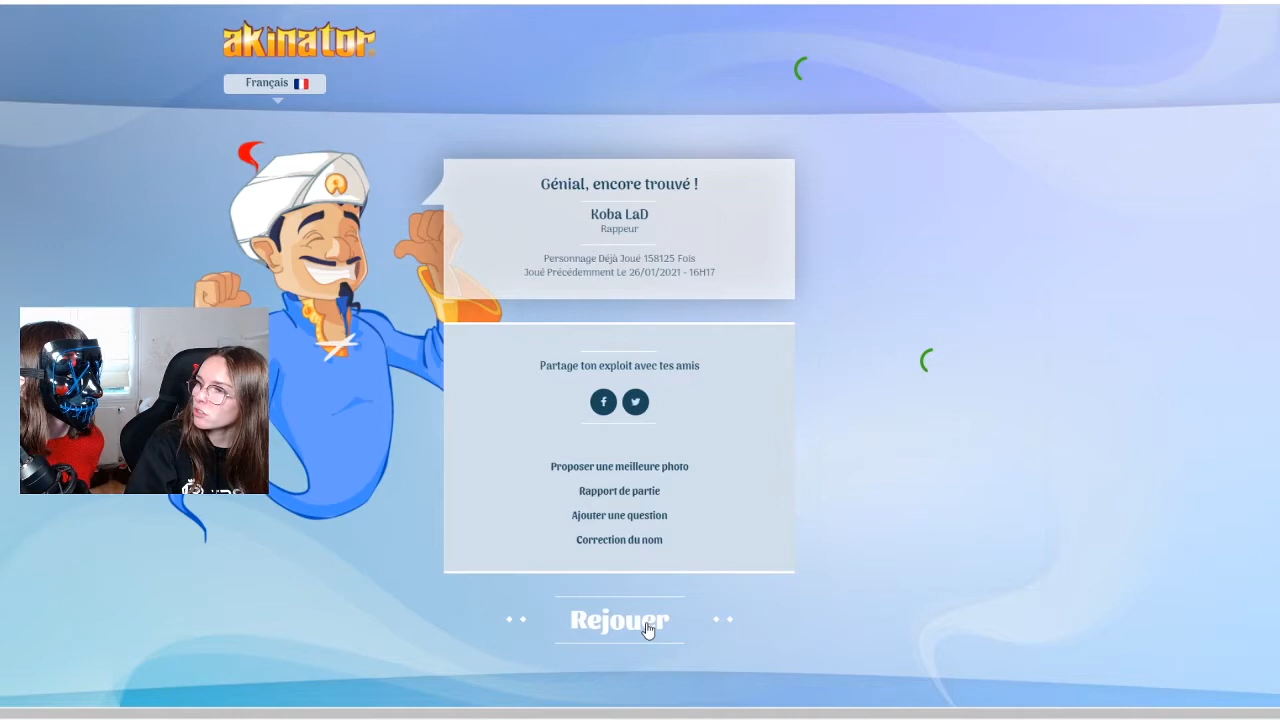 akinator
Français
Génial, encore trouvé !
Koba LaD
Rappeur
Personnage Déjà Joué 158125 Fois
Joué Précédemment Le 26/01/2021 - 16H17
Partage ton exploit avec tes amis
Proposer une meilleure photo
Rapport de partie
Ajouter une question
Correction du nom
Rejouer